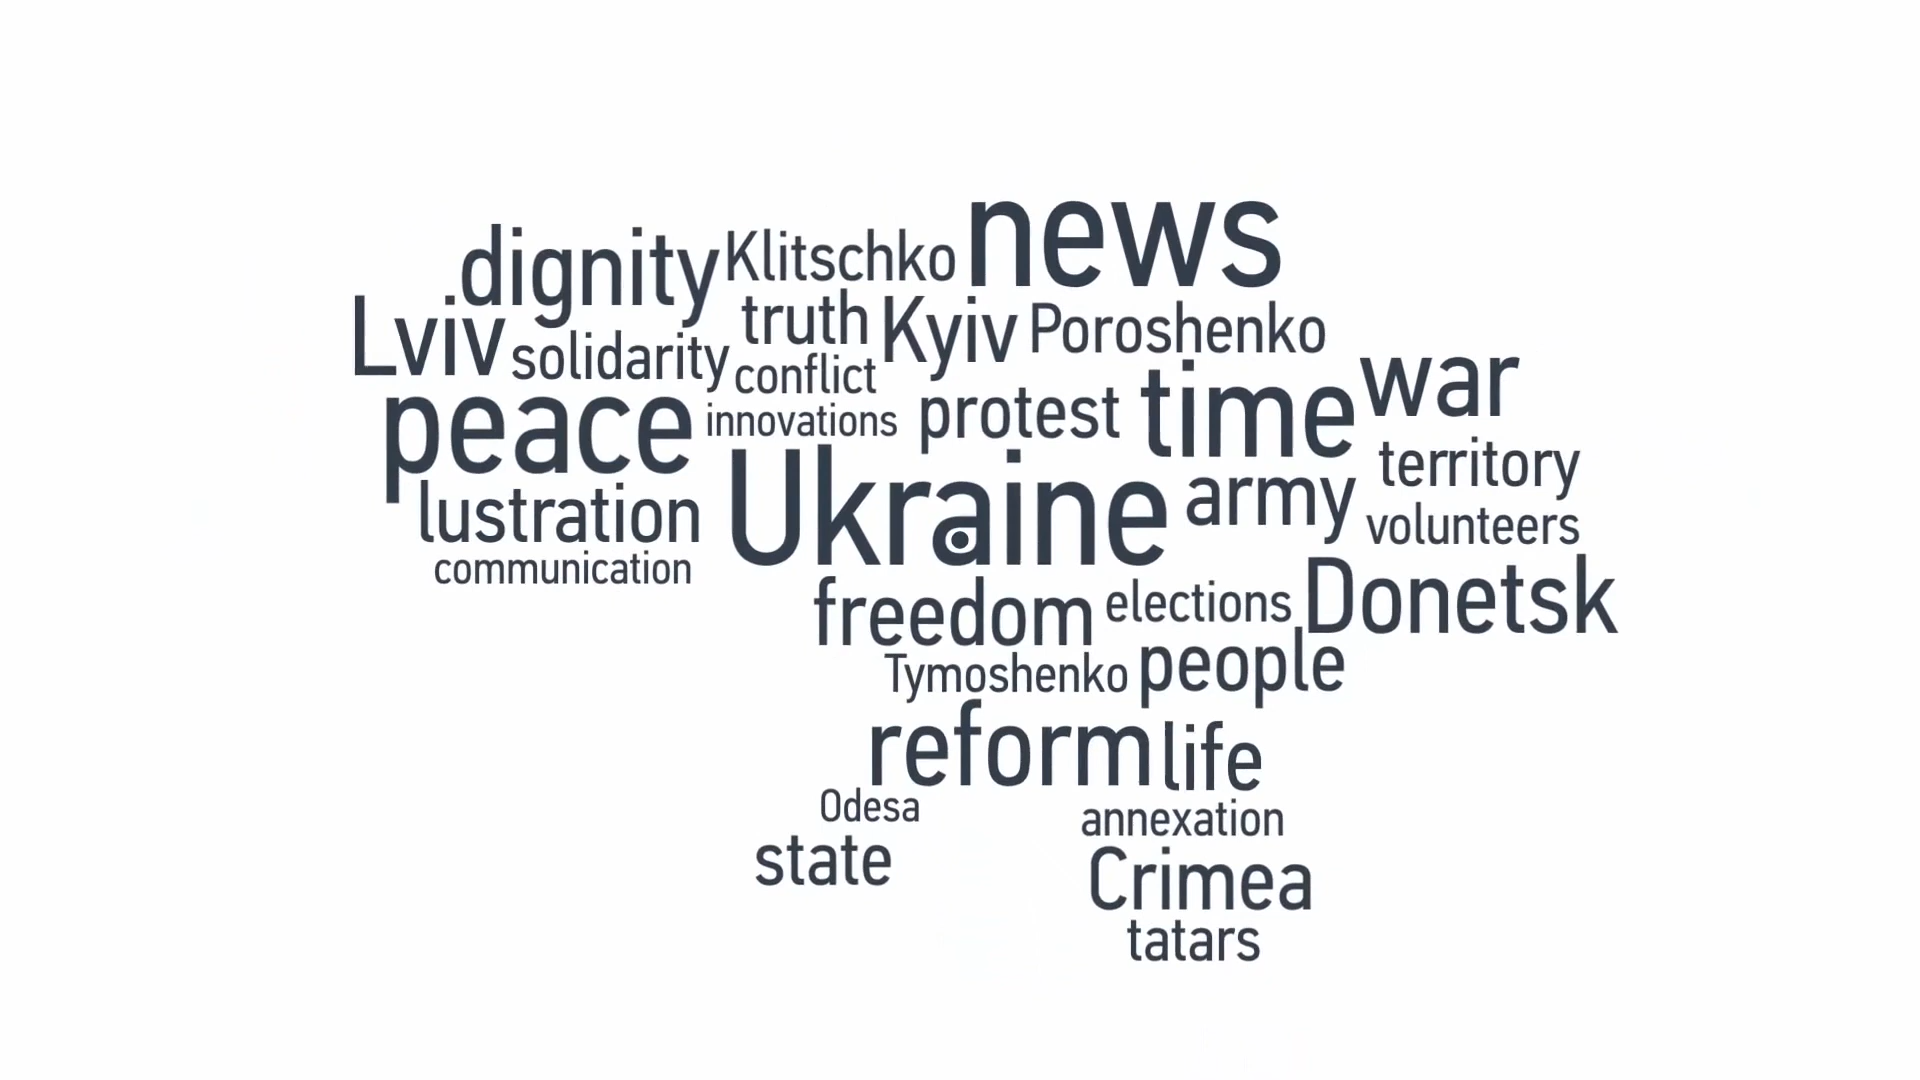 news
dignity Klitschko
Lviv solidarity truth Kyiv Poroshenko
conflict
war
peace innovations protest time
territory
lustration Ukraine army volunteers
communication
freedom elections Donetsk
Tymoshenko people
reform life
Odesa annexation
state Crimea
tatars